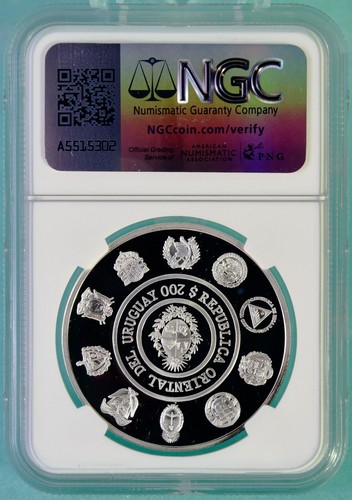 NGC
Numismatic Guaranty Company
NGCcoin.com/verify
A5515302
Official Grading
Service of
AMERICAN
NUMISMATIC
ASSOCIATION
PNG
REPUBLICA ORIENTAL DEL URUGUAY 200 $